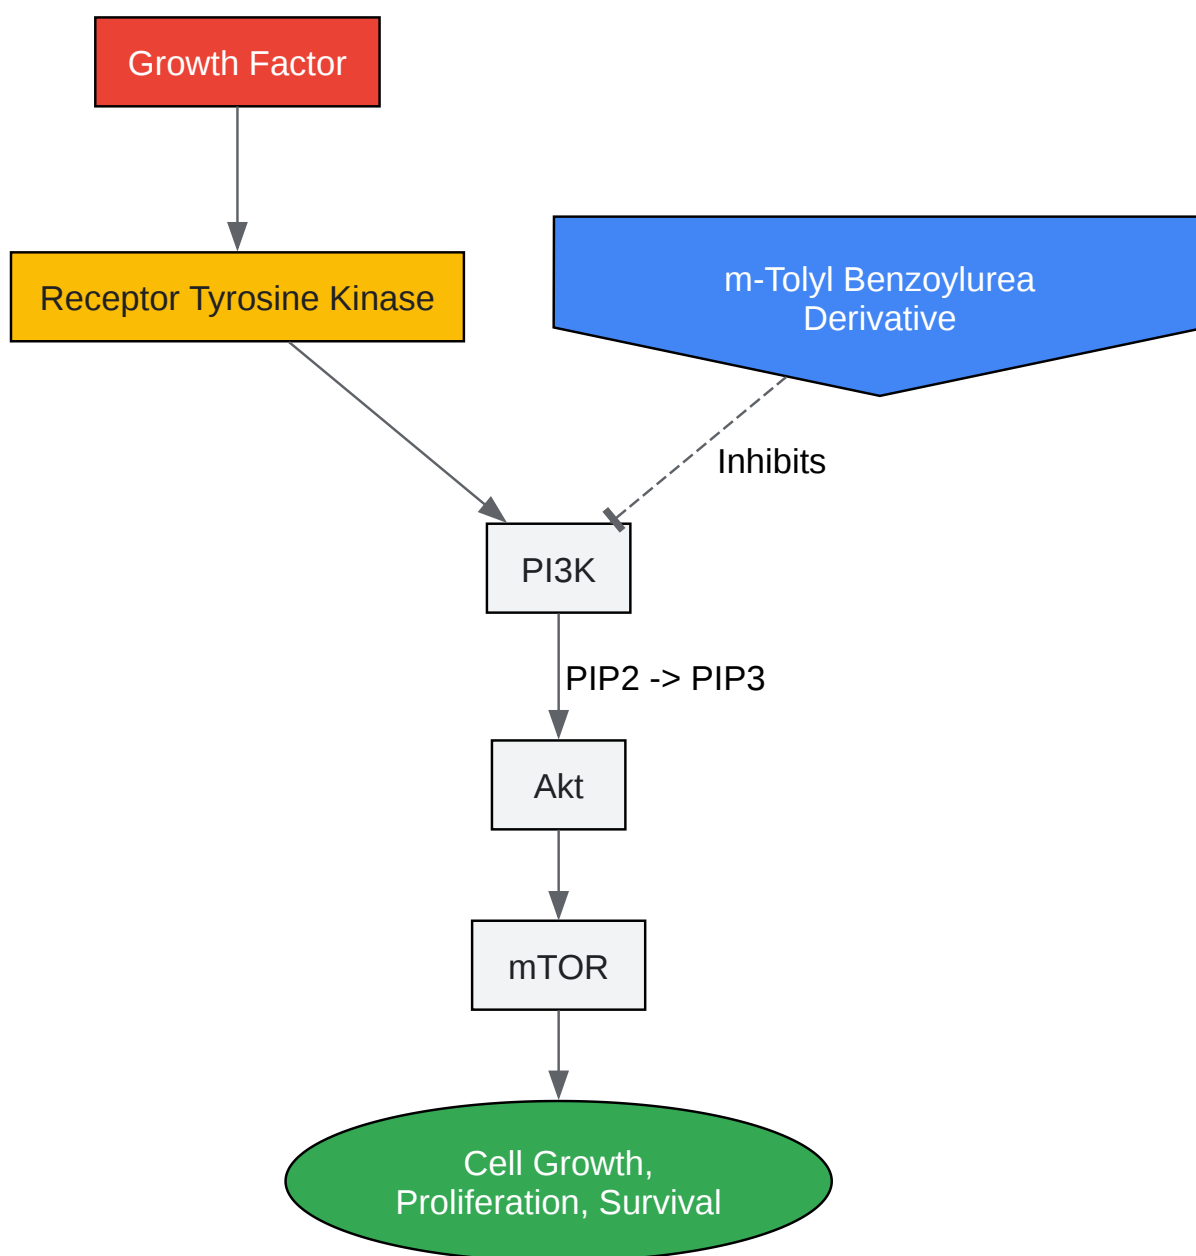 Growth Factor
Receptor Tyrosine Kinase
m-Tolyl Benzoylurea
Derivative
Inhibits
PI3K
PIP2 -> PIP3
Akt
mTOR
Cell Growth,
Proliferation, Survival